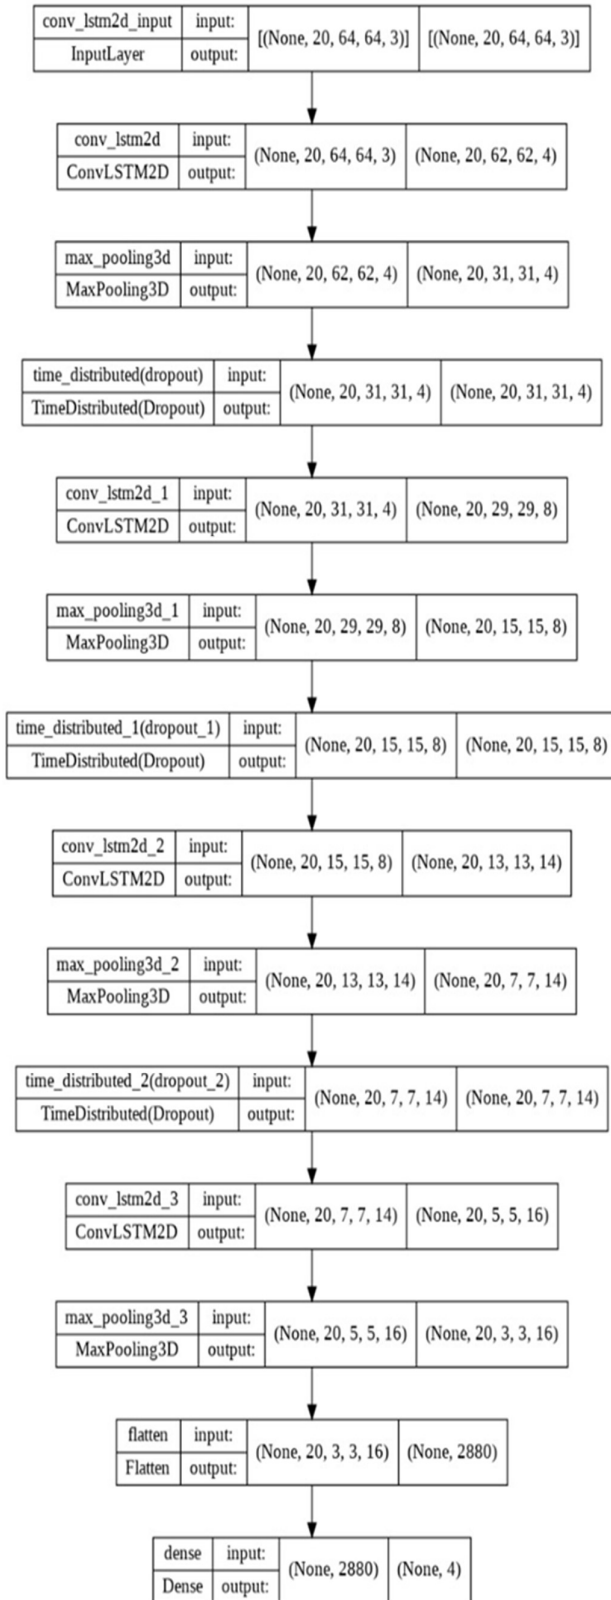 conv_lstm2d_input input: [(None, 20, 64, 64, 3)] [(None, 20, 64, 64, 3)]
InputLayer output:
conv_lstm2d input: (None, 20, 64, 64, 3) (None, 20, 62, 62, 4)
ConvLSTM2D output:
max_pooling3d input: (None, 20, 62, 62, 4) (None, 20, 31, 31, 4)
MaxPooling3D output:
time_distributed(dropout) input: (None, 20, 31, 31, 4) (None, 20, 31, 31, 4)
TimeDistributed(Dropout) output:
conv_lstm2d_1 input: (None, 20, 31, 31, 4) (None, 20, 29, 29, 8)
ConvLSTM2D output:
max_pooling3d_1 input: (None, 20, 29, 29, 8) (None, 20, 15, 15, 8)
MaxPooling3D output:
time_distributed_1(dropout_1) input: (None, 20, 15, 15, 8) (None, 20, 15, 15, 8)
TimeDistributed(Dropout) output:
conv_lstm2d_2 input: (None, 20, 15, 15, 8) (None, 20, 13, 13, 14)
ConvLSTM2D output:
max_pooling3d_2 input: (None, 20, 13, 13, 14) (None, 20, 7, 7, 14)
MaxPooling3D output:
time_distributed_2(dropout_2) input: (None, 20, 7, 7, 14) (None, 20, 7, 7, 14)
TimeDistributed(Dropout) output:
conv_lstm2d_3 input: (None, 20, 7, 7, 14) (None, 20, 5, 5, 16)
ConvLSTM2D output:
max_pooling3d_3 input: (None, 20, 5, 5, 16) (None, 20, 3, 3, 16)
MaxPooling3D output:
flatten input: (None, 20, 3, 3, 16) (None, 2880)
Flatten output:
dense input: (None, 2880) (None, 4)
Dense output: